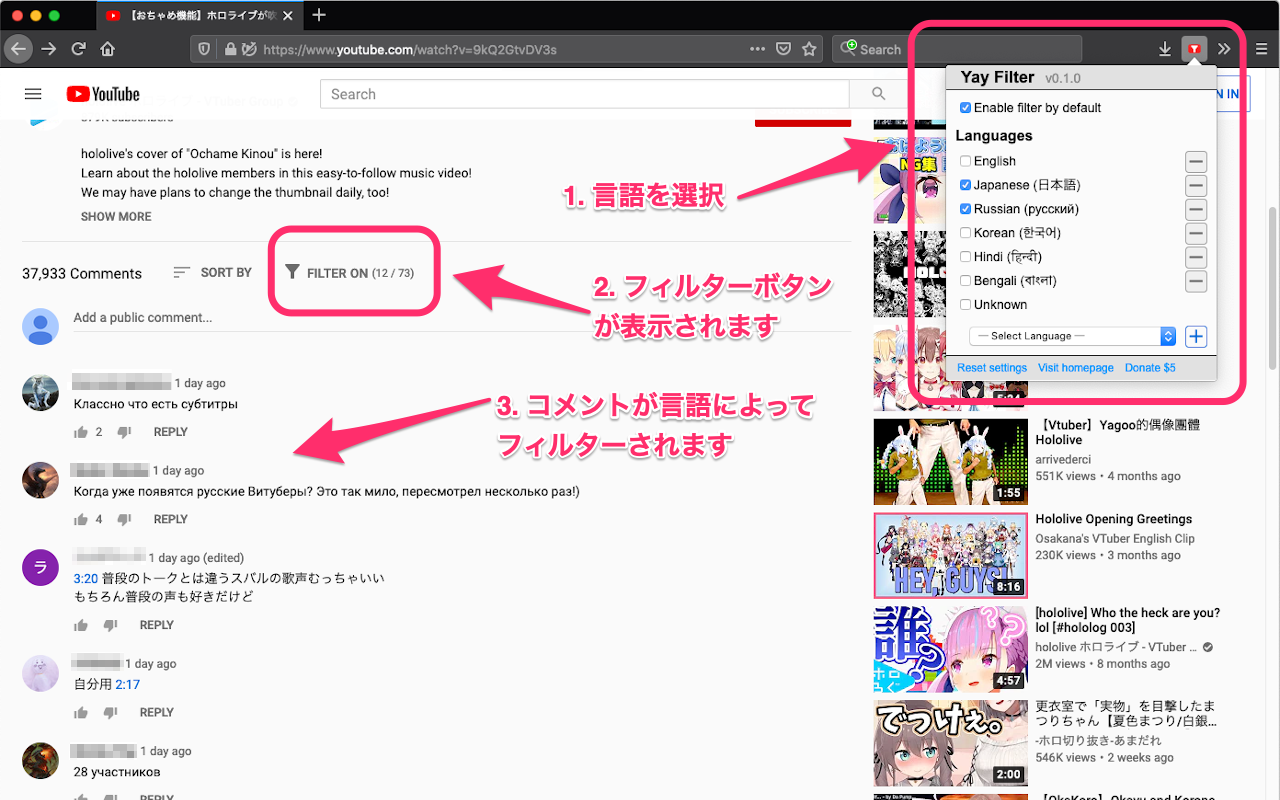 【おちゃめ機能】ホロライブが吹
https://www.youtube.com/watch?v=9kQ2GtvDV3s
Search
YouTube
Search
Yay Filter v0.1.0
Enable filter by default
Languages
English
Japanese (日本語)
Russian (русский)
Korean (한국어)
Hindi (हिन्दी)
Bengali (বাংলা)
Unknown
— Select Language —
Reset settings Visit homepage Donate $5
N IN
hololive's cover of "Ochame Kinou" is here!
Learn about the hololive members in this easy-to-follow music video!
We may have plans to change the thumbnail daily, too!
SHOW MORE
1. 言語を選択
37,933 Comments
SORT BY
FILTER ON (12 / 73)
2. フィルターボタン
が表示されます
Add a public comment...
3. コメントが言語によって
フィルターされます
1 day ago
Классно что есть субтитры
2 REPLY
1 day ago
Когда уже появятся русские Витуберы? Это так мило, пересмотрел несколько раз!)
4 REPLY
ラ
1 day ago (edited)
3:20 普段のトークとは違うスバルの歌声むっちゃいい
もちろん普段の声も好きだけど
REPLY
1 day ago
自分用 2:17
REPLY
1 day ago
28 участников
REPLY
おはよう
NG集
【Vtuber】Yagoo的偶像團體
Hololive
arrivederci
551K views • 4 months ago
1:55
Hololive Opening Greetings
Osakana's VTuber English Clip
230K views • 3 months ago
HEY, GUYS!
8:16
[hololive] Who the heck are you?
lol [#hololog 003]
hololive ホロライブ - VTuber ...
2M views • 8 months ago
誰?
ホロ
4:57
更衣室で「実物」を目撃したま
つりちゃん【夏色まつり/白銀...
-ホロ切り抜き-あまだれ
546K views • 2 weeks ago
でっけぇ。
2:00